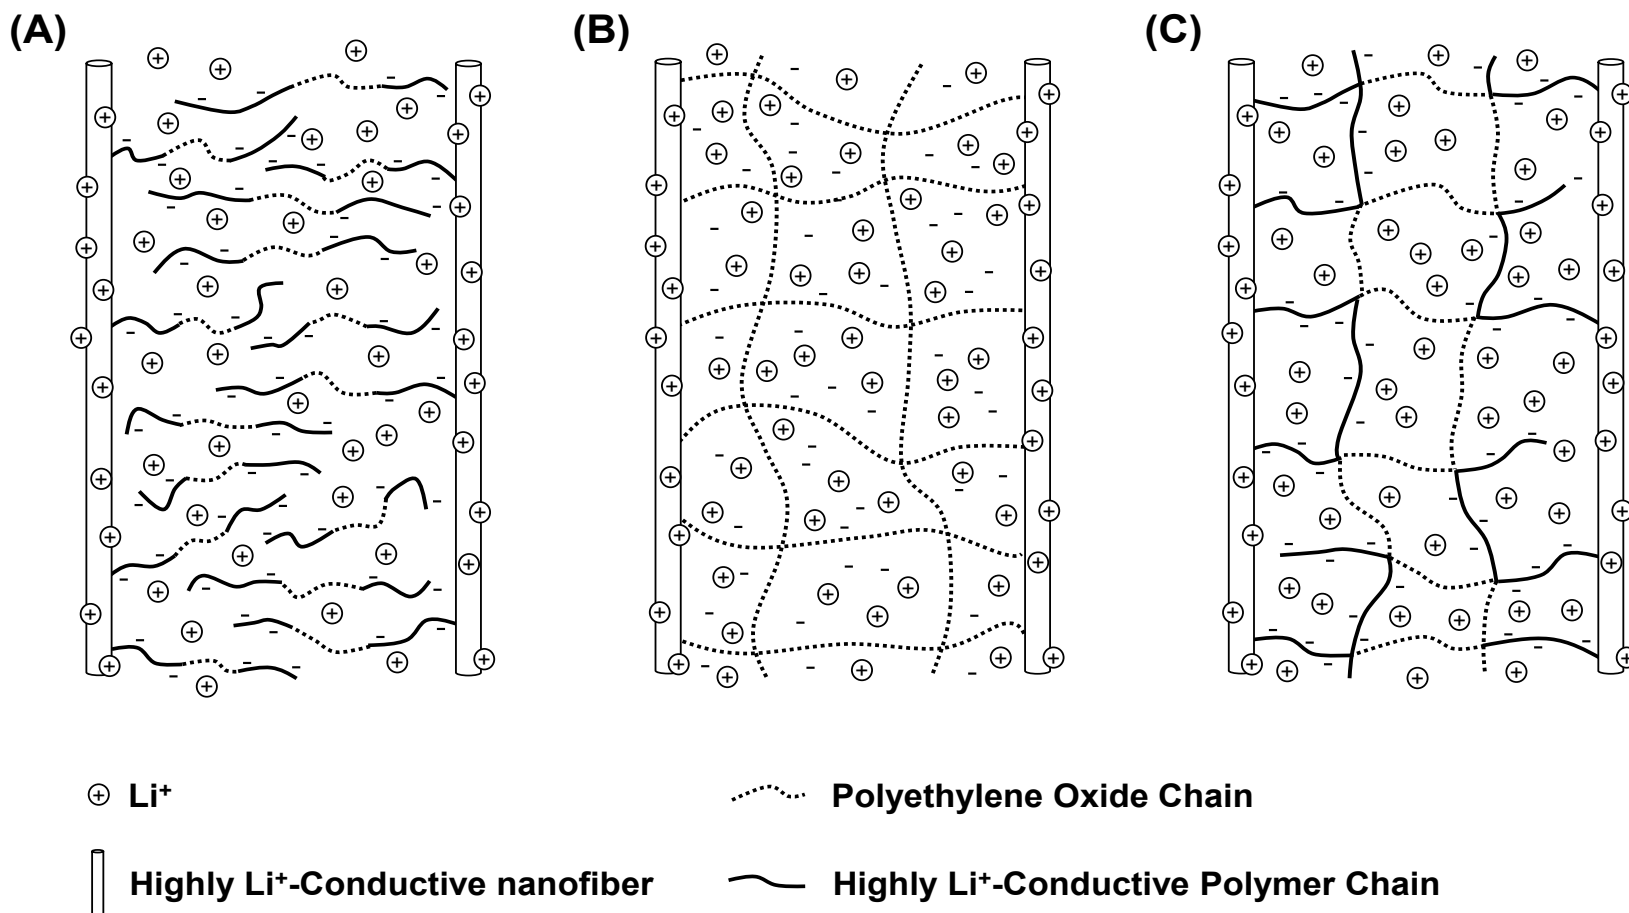 (A) (B) (C)
Li⁺ Polyethylene Oxide Chain
Highly Li⁺-Conductive nanofiber Highly Li⁺-Conductive Polymer Chain